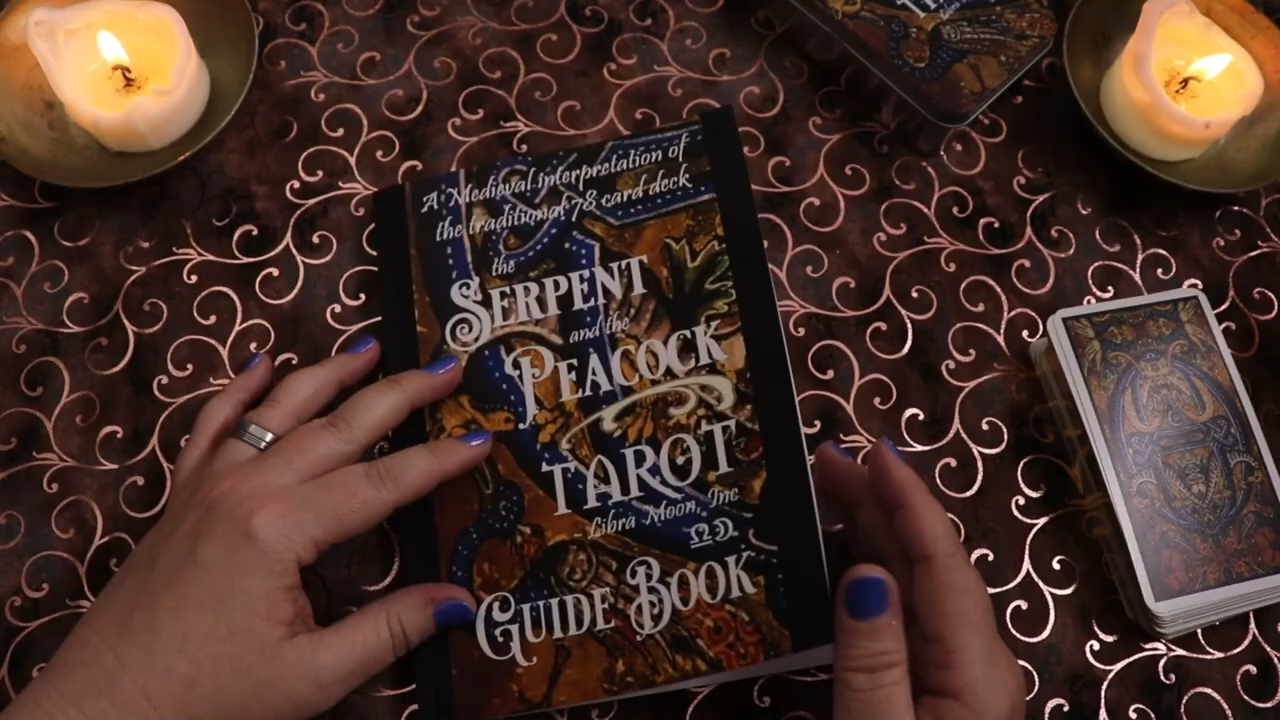 A Medieval interpretation of
the traditional 78 card deck
the
SERPENT
and the
PEACOCK
TAROT
Libra Moon, Inc
GUIDE BOOK